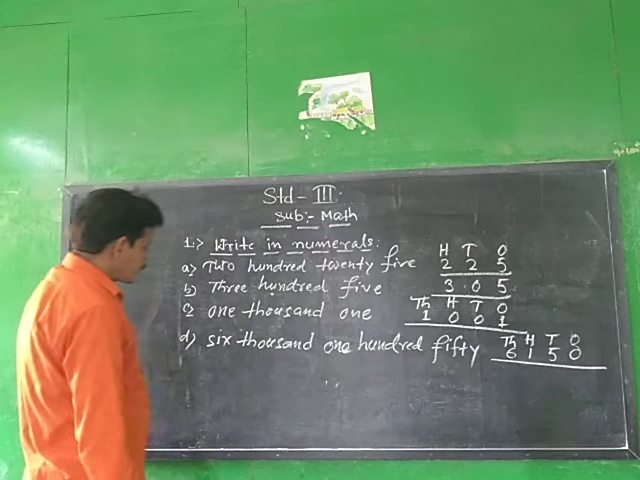 Std - III.
Sub:- Math
1.> Write in numerals.
H T O
a) Two hundred twenty five 2 2 5
b) Three hundred five 3 0 5
Th H T O
c) one thousand one 1 0 0 1
Th H T O
d) six thousand one hundred fifty 6 1 5 0